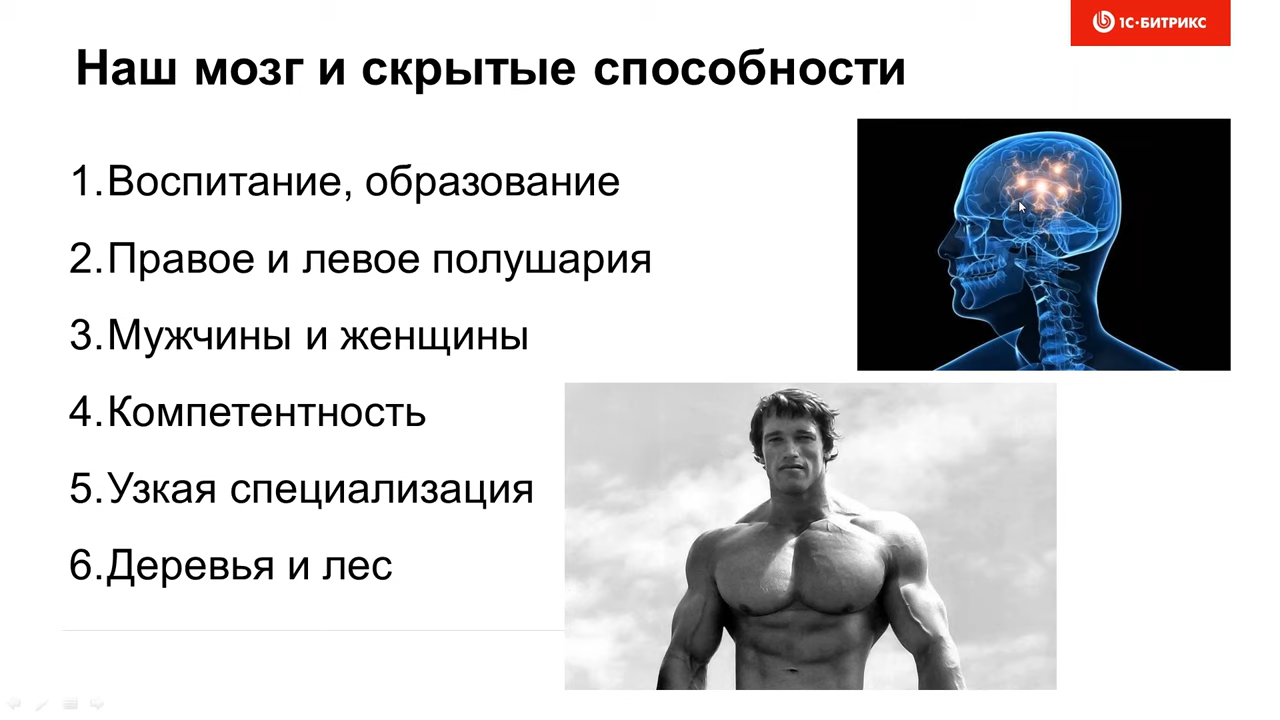 1С-БИТРИКС
Наш мозг и скрытые способности
1.Воспитание, образование
2.Правое и левое полушария
3.Мужчины и женщины
4.Компетентность
5.Узкая специализация
6.Деревья и лес